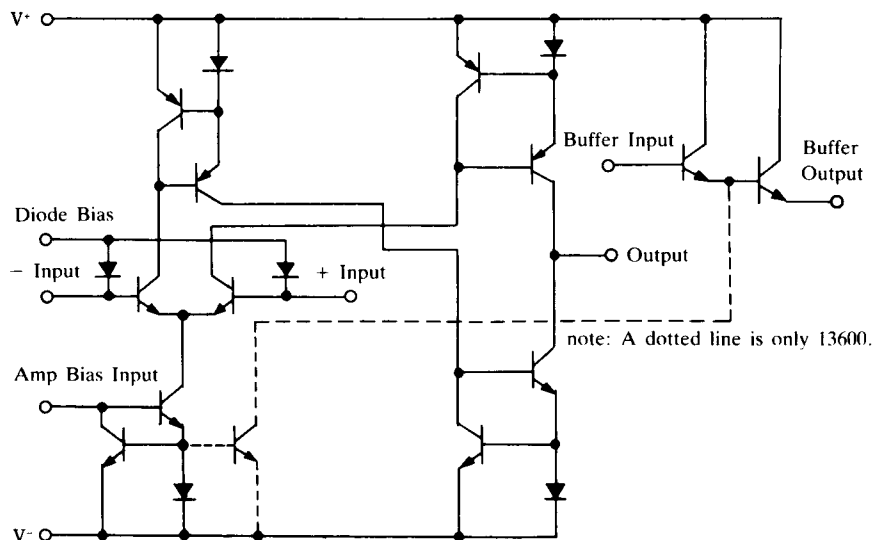 V+
Buffer Input
Buffer
Output
Diode Bias
− Input
+ Input
Output
note: A dotted line is only 13600.
Amp Bias Input
V−